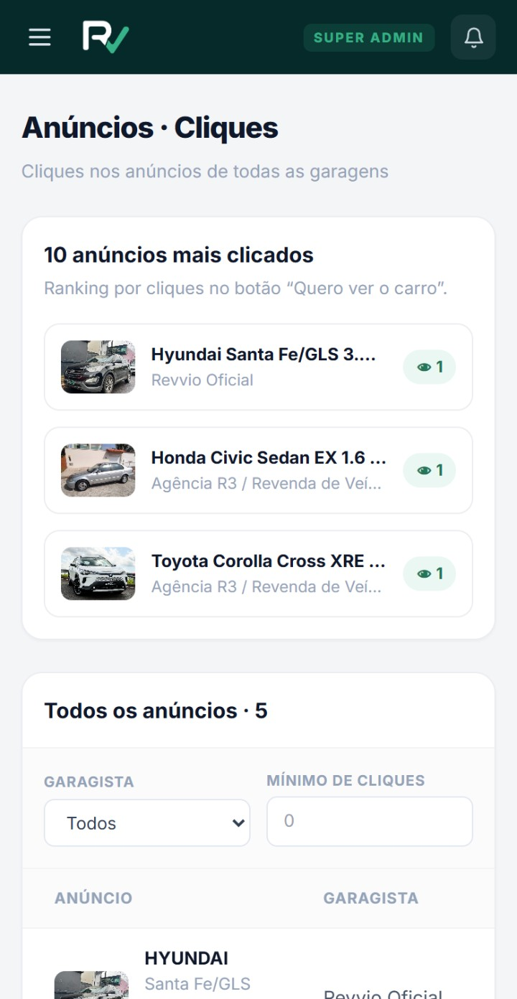 RV
SUPER ADMIN
Anúncios · Cliques
Cliques nos anúncios de todas as garagens
10 anúncios mais clicados
Ranking por cliques no botão “Quero ver o carro”.
Hyundai Santa Fe/GLS 3....
Revvio Oficial
1
Honda Civic Sedan EX 1.6 ...
Agência R3 / Revenda de Veí...
1
Toyota Corolla Cross XRE ...
Agência R3 / Revenda de Veí...
1
Todos os anúncios · 5
GARAGISTA
MÍNIMO DE CLIQUES
Todos
0
ANÚNCIO
GARAGISTA
HYUNDAI
Santa Fe/GLS
Revvio Oficial